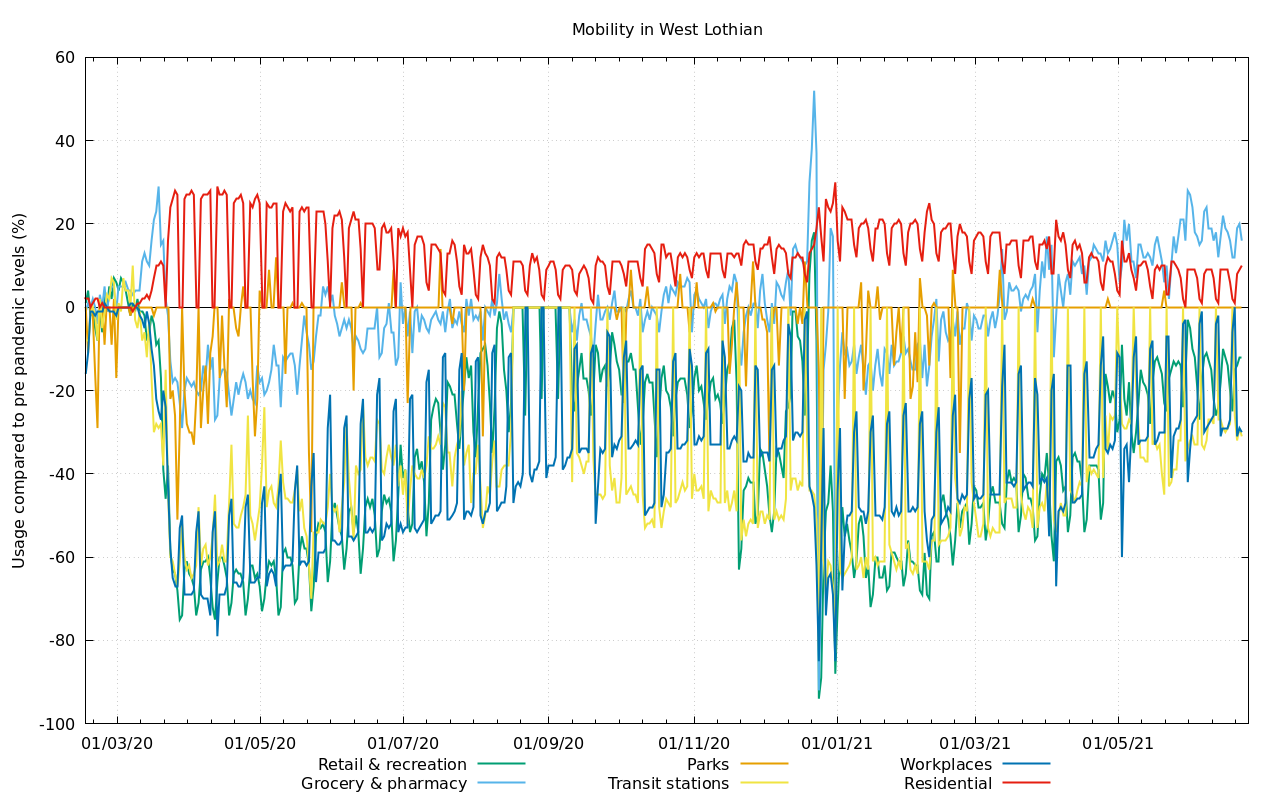 Mobility in West Lothian
Usage compared to pre pandemic levels (%)
60
40
20
0
-20
-40
-60
-80
-100
01/03/20 01/05/20 01/07/20 01/09/20 01/11/20 01/01/21 01/03/21 01/05/21
Retail & recreation Parks Workplaces
Grocery & pharmacy Transit stations Residential